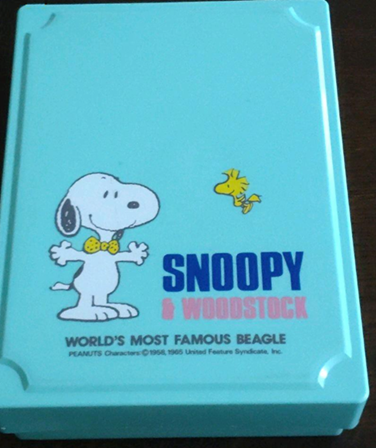 SNOOPY
& WOODSTOCK
WORLD'S MOST FAMOUS BEAGLE
PEANUTS Characters: © 1958, 1965 United Feature Syndicate, Inc.